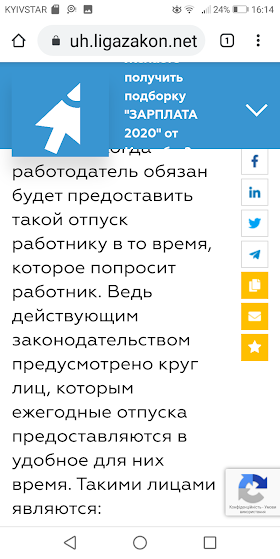 KYIVSTAR 24% 16:14
uh.ligazakon.net 1
получить
подборку
"ЗАРПЛАТА
2020" от
работодатель обязан
будет предоставить
такой отпуск
работнику в то время,
которое попросит
работник. Ведь
действующим
законодательством
предусмотрено круг
лиц, которым
ежегодные отпуска
предоставляются в
удобное для них
время. Такими лицами
являются: